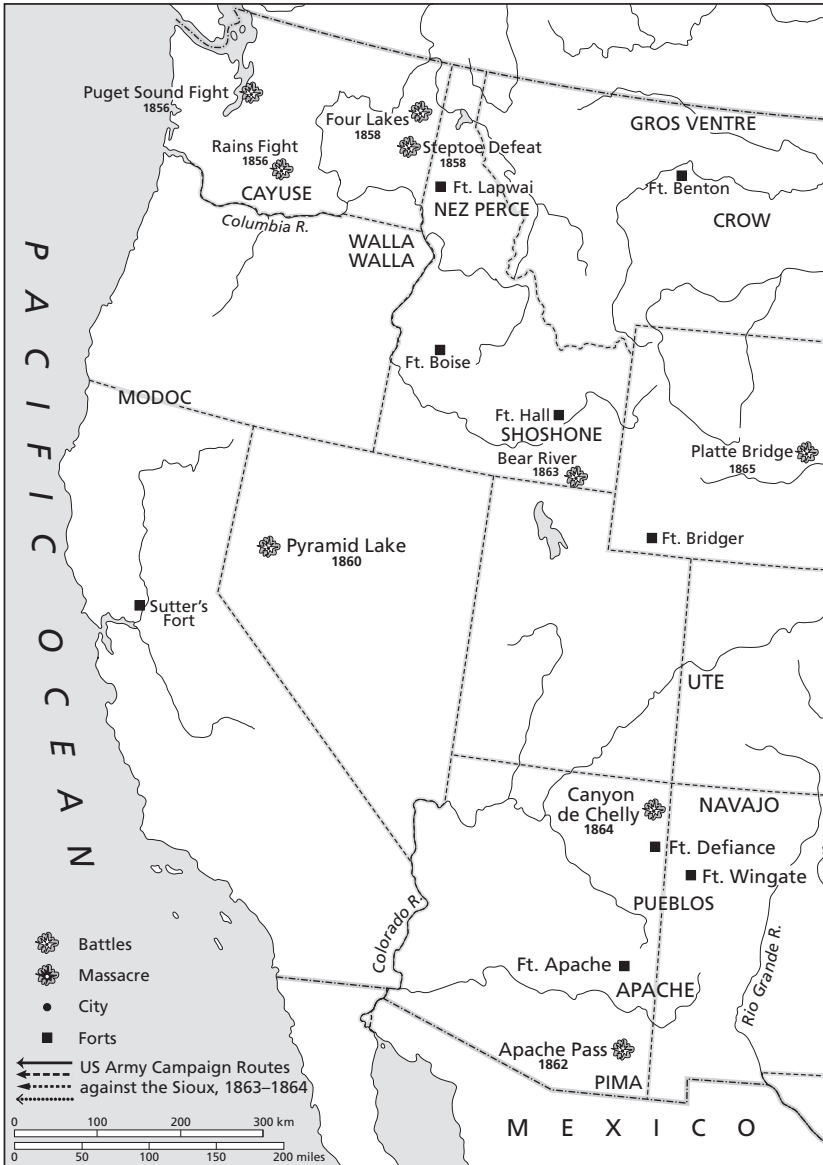 Puget Sound Fight
1856
Four Lakes
1858
Rains Fight
1856
Steptoe Defeat
1858
GROS VENTRE
Ft. Benton
Ft. Lapwai
CAYUSE
NEZ PERCE
CROW
Columbia R.
WALLA
WALLA
PACIFIC OCEAN
Ft. Boise
MODOC
Ft. Hall
SHOSHONE
Bear River
1863
Platte Bridge
1865
Pyramid Lake
1860
Ft. Bridger
Sutter's
Fort
UTE
Canyon
de Chelly
1864
NAVAJO
Ft. Defiance
Ft. Wingate
PUEBLOS
Colorado R.
Rio Grande R.
Ft. Apache
APACHE
Apache Pass
1862
PIMA
MEXICO
Battles
Massacre
City
Forts
US Army Campaign Routes
against the Sioux, 1863–1864
0 100 200 300 km
0 50 100 150 200 miles